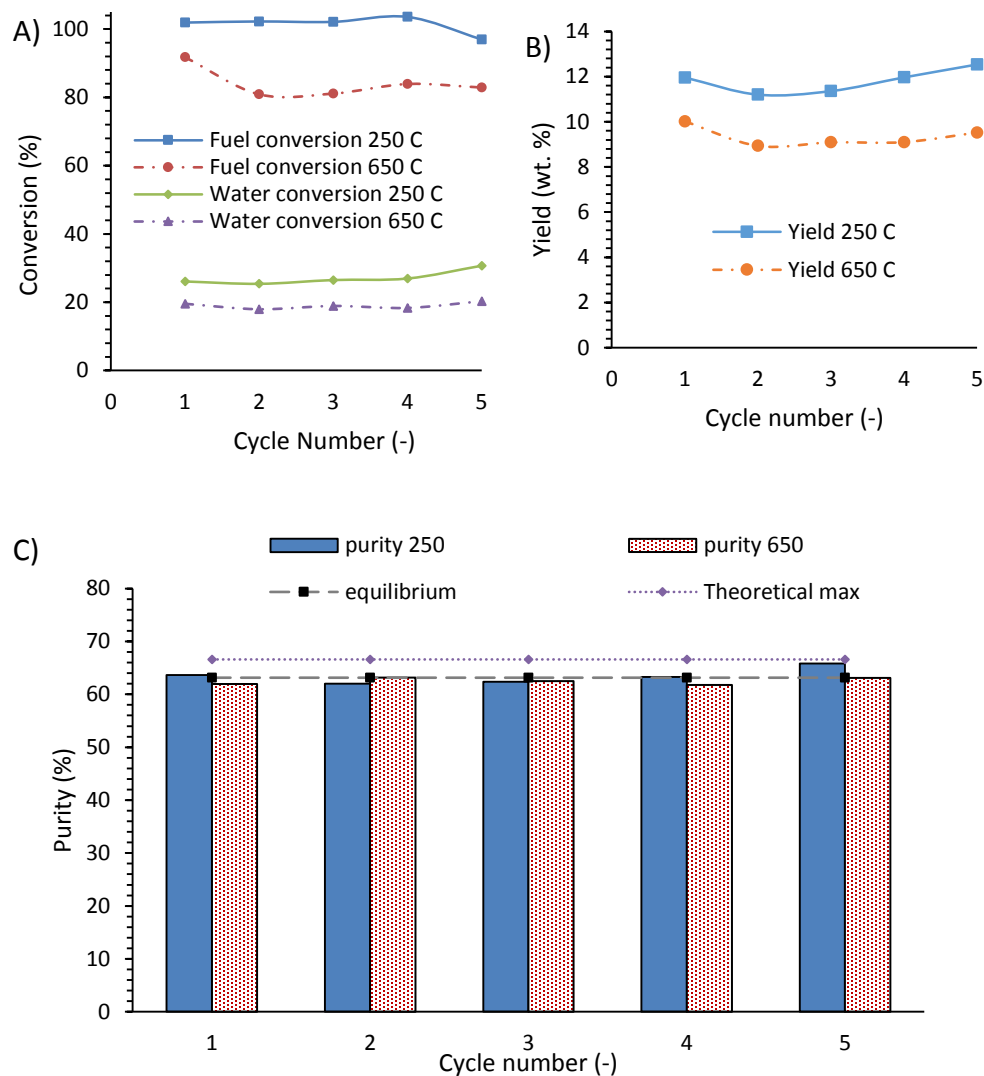 A)
Conversion (%)
100
80
60
40
20
0
Fuel conversion 250 C
Fuel conversion 650 C
Water conversion 250 C
Water conversion 650 C
0 1 2 3 4 5
Cycle Number (-)
B)
Yield (wt. %)
14
12
10
8
6
4
2
0
Yield 250 C
Yield 650 C
0 1 2 3 4 5
Cycle number (-)
C)
purity 250 purity 650
equilibrium Theoretical max
Purity (%)
80
70
60
50
40
30
20
10
0
1 2 3 4 5
Cycle number (-)